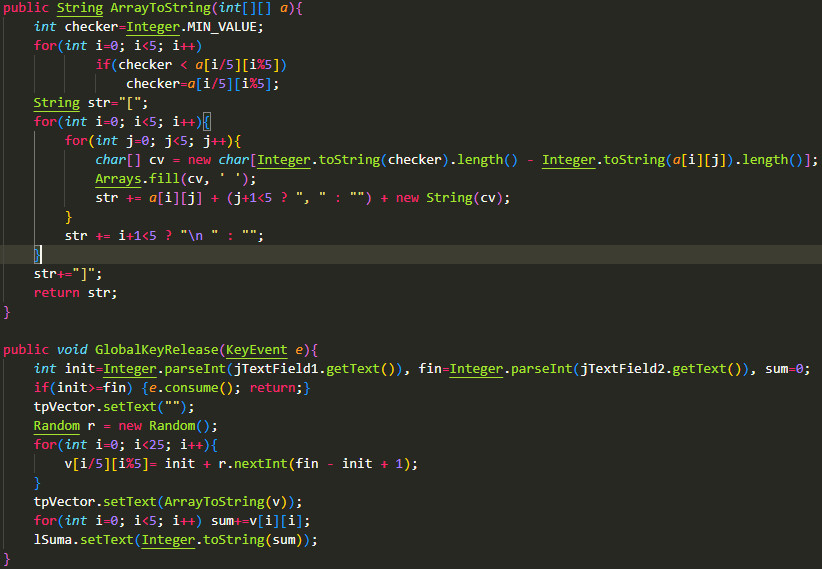 public String ArrayToString(int[][] a){
    int checker=Integer.MIN_VALUE;
    for(int i=0; i<5; i++)
            if(checker < a[i/5][i%5])
                checker=a[i/5][i%5];
    String str="[";
    for(int i=0; i<5; i++){
        for(int j=0; j<5; j++){
            char[] cv = new char[Integer.toString(checker).length() - Integer.toString(a[i][j]).length()];
            Arrays.fill(cv, ' ');
            str += a[i][j] + (j+1<5 ? ", " : "") + new String(cv);
        }
        str += i+1<5 ? "\n " : "";
    }
    str+="]";
    return str;
}
public void GlobalKeyRelease(KeyEvent e){
    int init=Integer.parseInt(jTextField1.getText()), fin=Integer.parseInt(jTextField2.getText()), sum=0;
    if(init>=fin) {e.consume(); return;}
    tpVector.setText("");
    Random r = new Random();
    for(int i=0; i<25; i++){
        v[i/5][i%5]= init + r.nextInt(fin - init + 1);
    }
    tpVector.setText(ArrayToString(v));
    for(int i=0; i<5; i++) sum+=v[i][i];
    lSuma.setText(Integer.toString(sum));
}